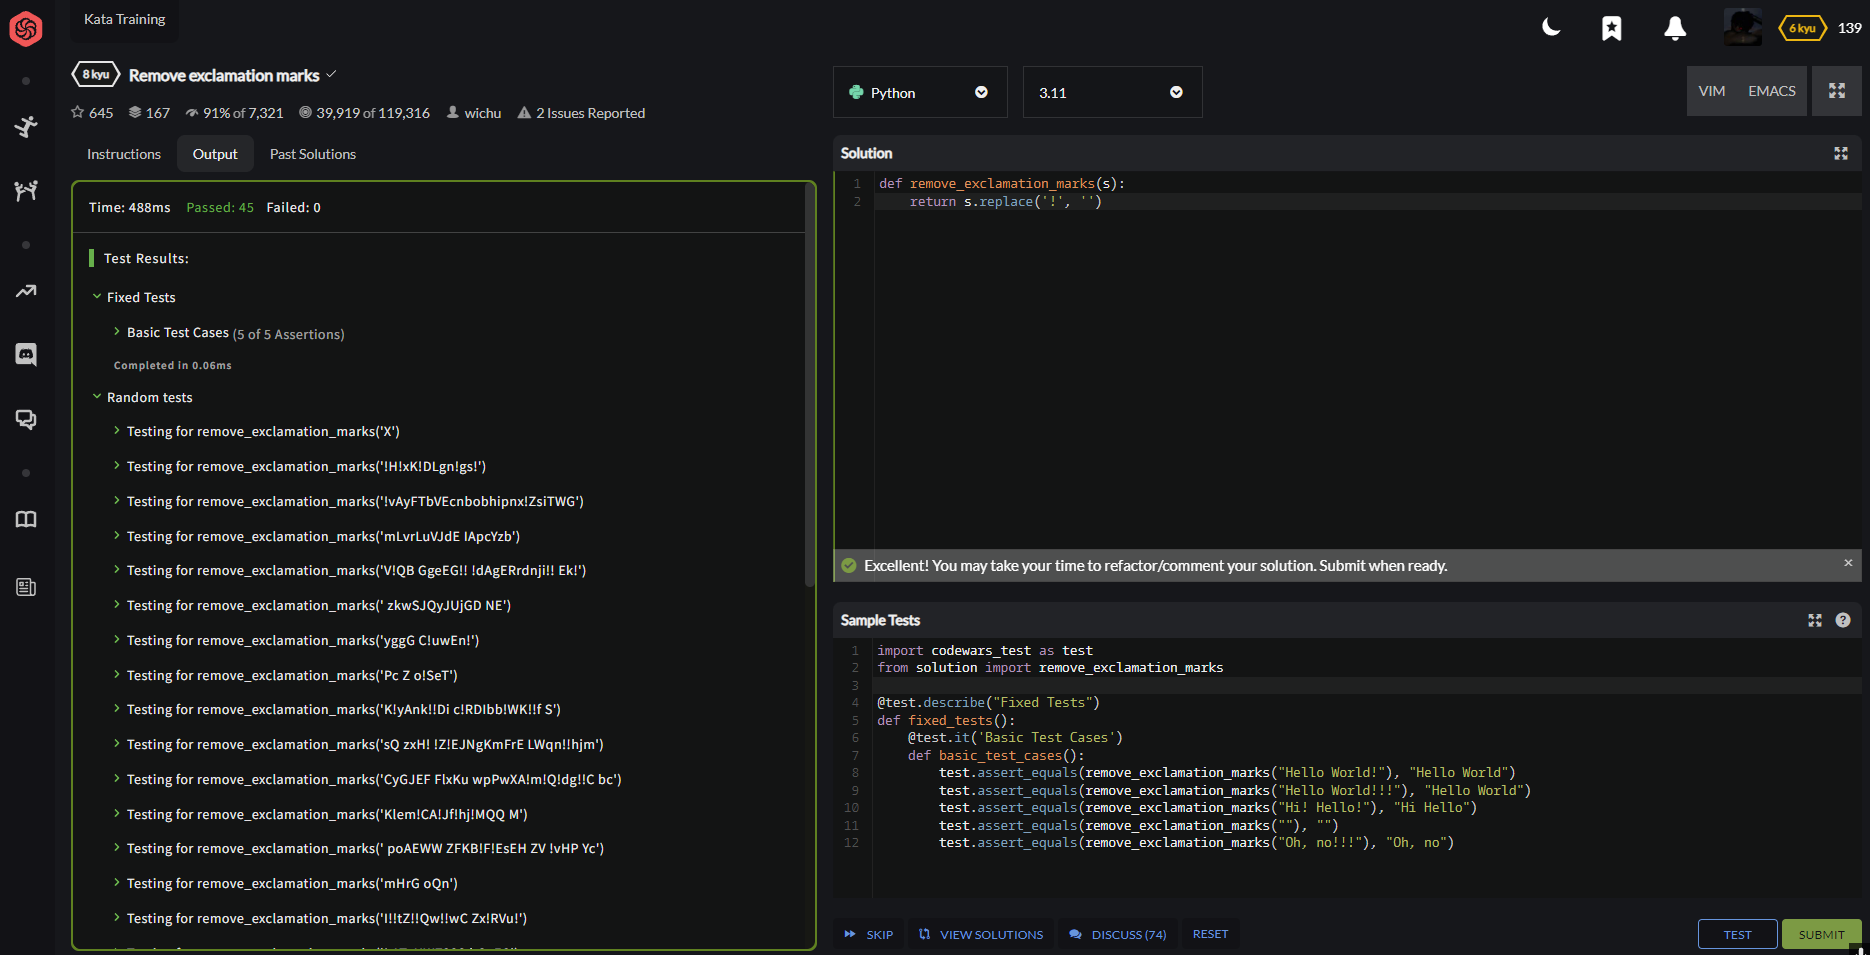 Kata Training
6 kyu 139
8 kyu Remove exclamation marks
645 167 91% of 7,321 39,919 of 119,316 wichu 2 Issues Reported
Instructions Output Past Solutions
Time: 488ms Passed: 45 Failed: 0
Test Results:
Fixed Tests
Basic Test Cases (5 of 5 Assertions)
Completed in 0.06ms
Random tests
Testing for remove_exclamation_marks('X')
Testing for remove_exclamation_marks('!H!xK!DLgn!gs!')
Testing for remove_exclamation_marks('!vAyFTbVEcnbobhipnx!ZsiTWG')
Testing for remove_exclamation_marks('mLvrLuVJdE IApcYzb')
Testing for remove_exclamation_marks('V!QB GgeEG!! !dAgERrdnji!! Ek!')
Testing for remove_exclamation_marks(' zkwSJQyJUjGD NE')
Testing for remove_exclamation_marks('yggG C!uwEn!')
Testing for remove_exclamation_marks('Pc Z o!SeT')
Testing for remove_exclamation_marks('K!yAnk!!Di c!RDIbb!WK!!f S')
Testing for remove_exclamation_marks('sQ zxH! !Z!EJNgKmFrE LWqn!!hjm')
Testing for remove_exclamation_marks('CyGJEF FlxKu wpPwXA!m!Q!dg!!C bc')
Testing for remove_exclamation_marks('Klem!CA!Jf!hj!MQQ M')
Testing for remove_exclamation_marks(' poAEWW ZFKB!F!EsEH ZV !vHP Yc')
Testing for remove_exclamation_marks('mHrG oQn')
Testing for remove_exclamation_marks('I!!tZ!!Qw!!wC Zx!RVu!')
Python 3.11 VIM EMACS
Solution
1 def remove_exclamation_marks(s):
2 return s.replace('!', '')
Excellent! You may take your time to refactor/comment your solution. Submit when ready.
Sample Tests
1 import codewars_test as test
2 from solution import remove_exclamation_marks
3
4 @test.describe("Fixed Tests")
5 def fixed_tests():
6 @test.it('Basic Test Cases')
7 def basic_test_cases():
8 test.assert_equals(remove_exclamation_marks("Hello World!"), "Hello World")
9 test.assert_equals(remove_exclamation_marks("Hello World!!!"), "Hello World")
10 test.assert_equals(remove_exclamation_marks("Hi! Hello!"), "Hi Hello")
11 test.assert_equals(remove_exclamation_marks(""), "")
12 test.assert_equals(remove_exclamation_marks("Oh, no!!!"), "Oh, no")
SKIP VIEW SOLUTIONS DISCUSS (74) RESET TEST SUBMIT